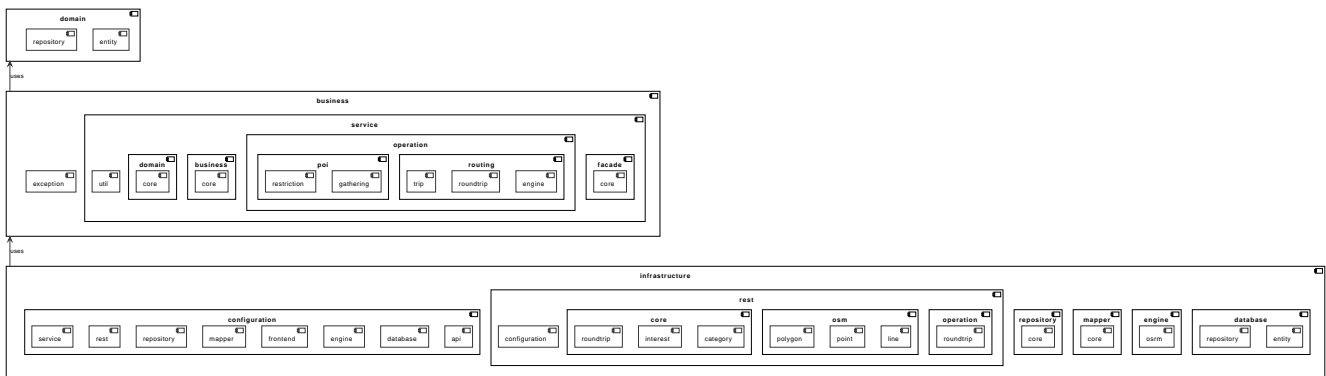 domain
repository entity
uses
business
service
operation
domain business poi routing facade
exception util core core restriction gathering trip roundtrip engine core
uses
infrastructure
rest
configuration core osm operation repository mapper engine database
service rest repository mapper frontend engine database api configuration roundtrip interest category polygon point line roundtrip core core osrm repository entity